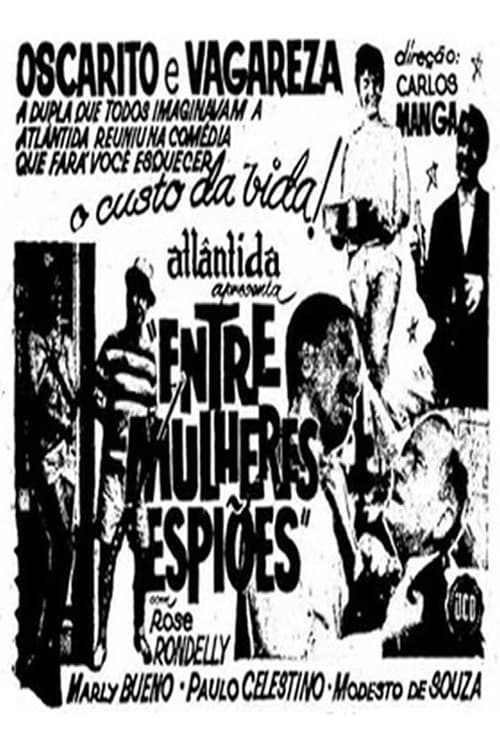 OSCARITO e VAGAREZA
A DUPLA QUE TODOS IMAGINAVAM A
ATLÂNTIDA REUNIU NA COMÉDIA
QUE FARÁ VOCÊ ESQUECER
o custo da vida!
direção:
CARLOS
MANGA
atlântida
apresenta
"ENTRE
MULHERES
ESPIÕES"
com
ROSE
RONDELLY
MARLY BUENO • PAULO CELESTINO • MODESTO DE SOUZA
UCB